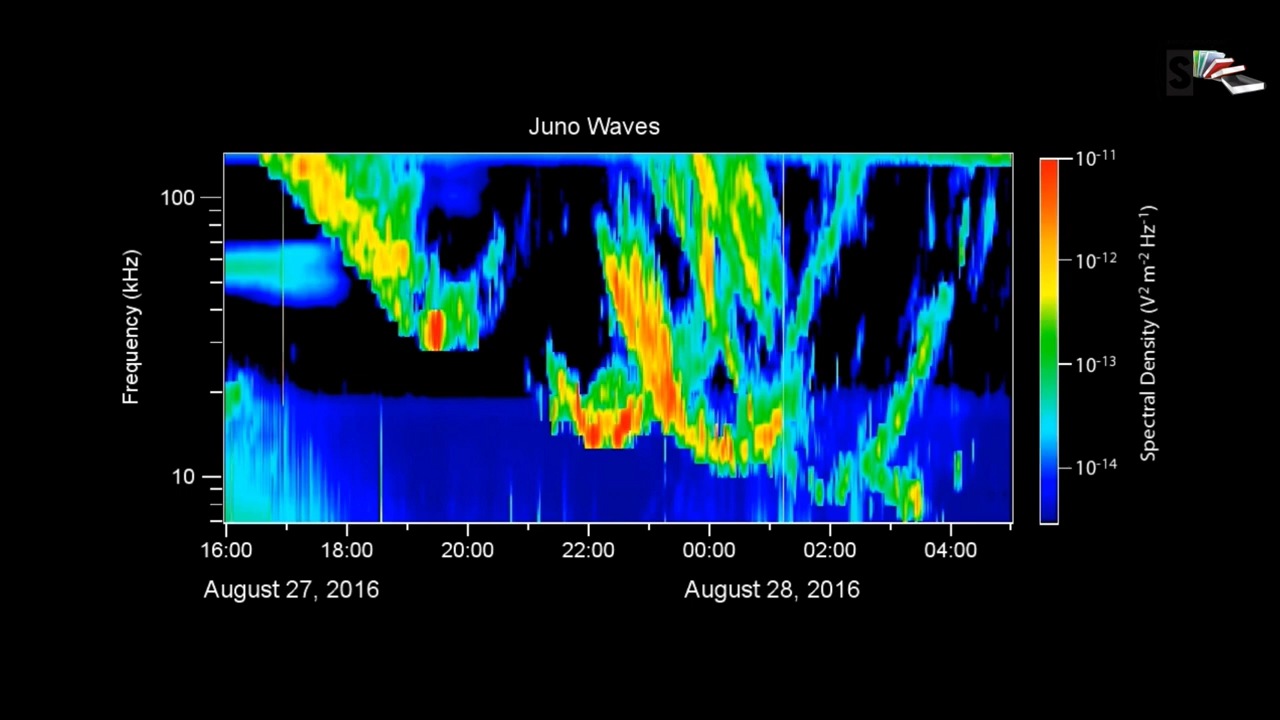 S
Juno Waves
100
10
Frequency (kHz)
16:00 18:00 20:00 22:00 00:00 02:00 04:00
August 27, 2016 August 28, 2016
10⁻¹¹
10⁻¹²
10⁻¹³
10⁻¹⁴
Spectral Density (V² m⁻² Hz⁻¹)